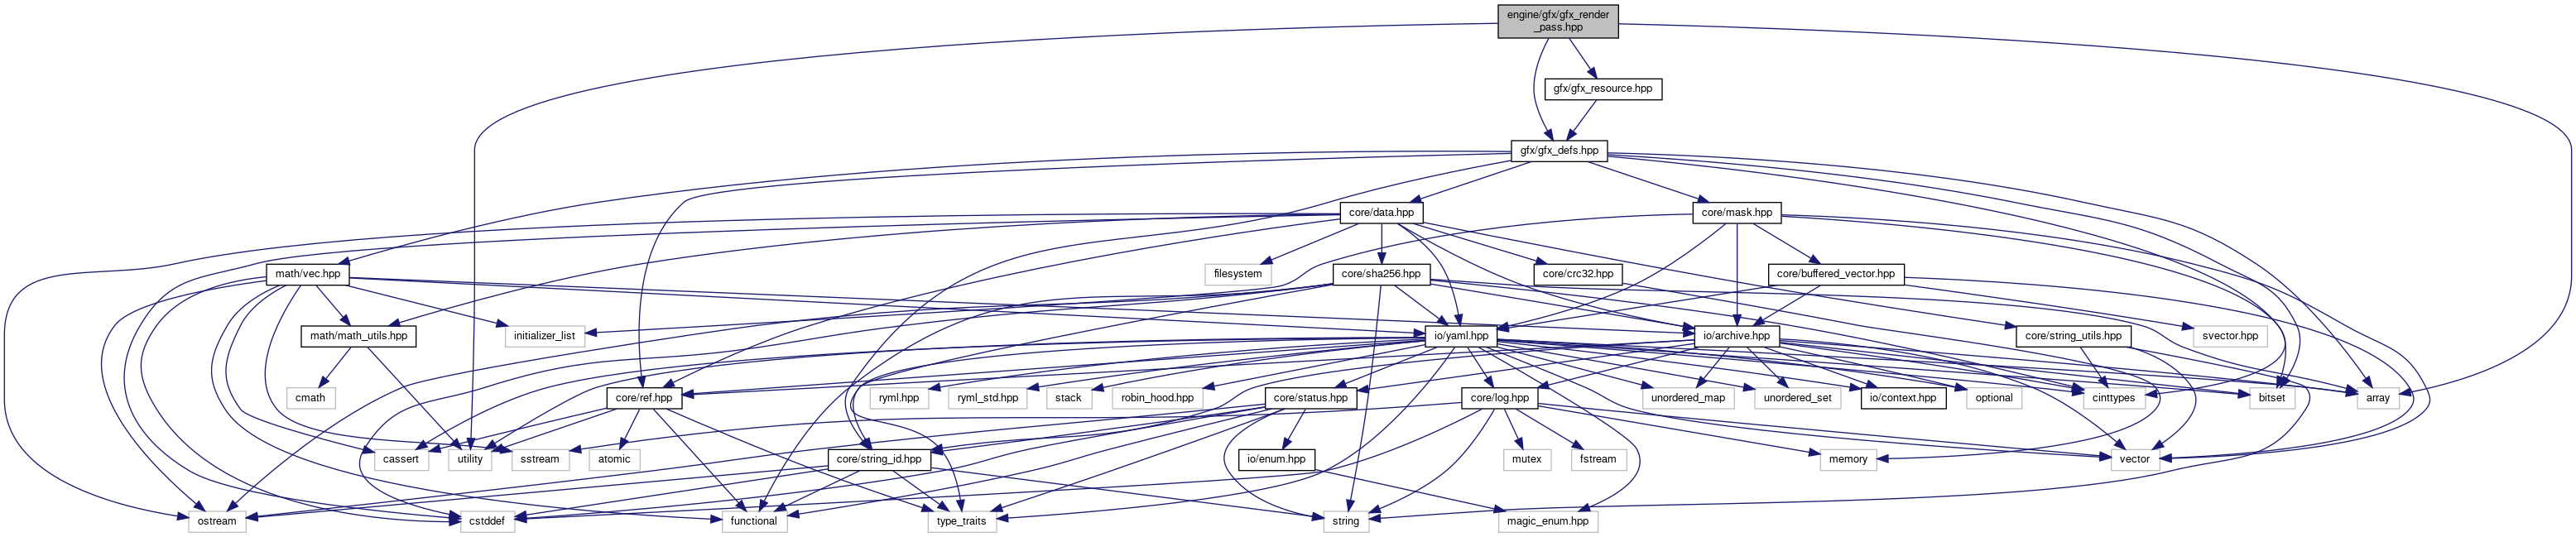 engine/gfx/gfx_render
_pass.hpp
gfx/gfx_resource.hpp
gfx/gfx_defs.hpp
core/data.hpp
core/mask.hpp
math/vec.hpp
filesystem
core/sha256.hpp
core/crc32.hpp
core/buffered_vector.hpp
math/math_utils.hpp
initializer_list
io/yaml.hpp
io/archive.hpp
core/string_utils.hpp
svector.hpp
cmath
core/ref.hpp
ryml.hpp
ryml_std.hpp
stack
robin_hood.hpp
core/status.hpp
core/log.hpp
unordered_map
unordered_set
io/context.hpp
optional
cinttypes
bitset
array
cassert
utility
sstream
atomic
core/string_id.hpp
io/enum.hpp
mutex
fstream
memory
vector
ostream
cstddef
functional
type_traits
string
magic_enum.hpp